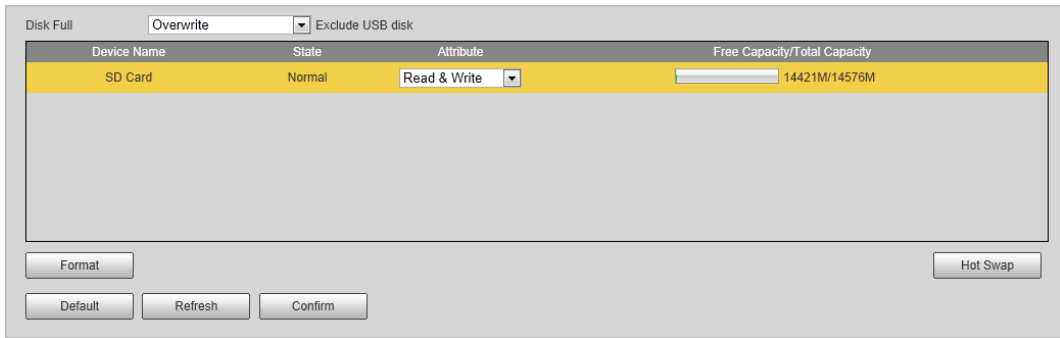 Disk Full Overwrite Exclude USB disk
Device Name State Attribute Free Capacity/Total Capacity
SD Card Normal Read & Write 14421M/14576M
Format Hot Swap
Default Refresh Confirm